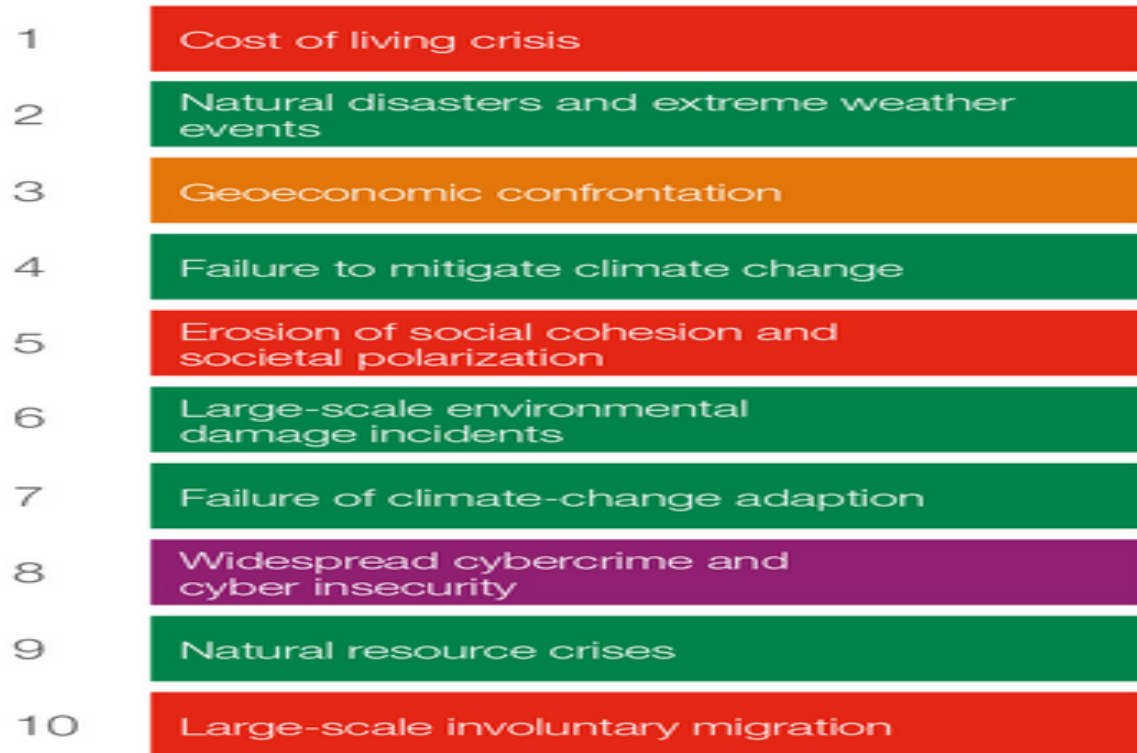 1 Cost of living crisis
2 Natural disasters and extreme weather
events
3 Geoeconomic confrontation
4 Failure to mitigate climate change
5 Erosion of social cohesion and
societal polarization
6 Large-scale environmental
damage incidents
7 Failure of climate-change adaption
8 Widespread cybercrime and
cyber insecurity
9 Natural resource crises
10 Large-scale involuntary migration